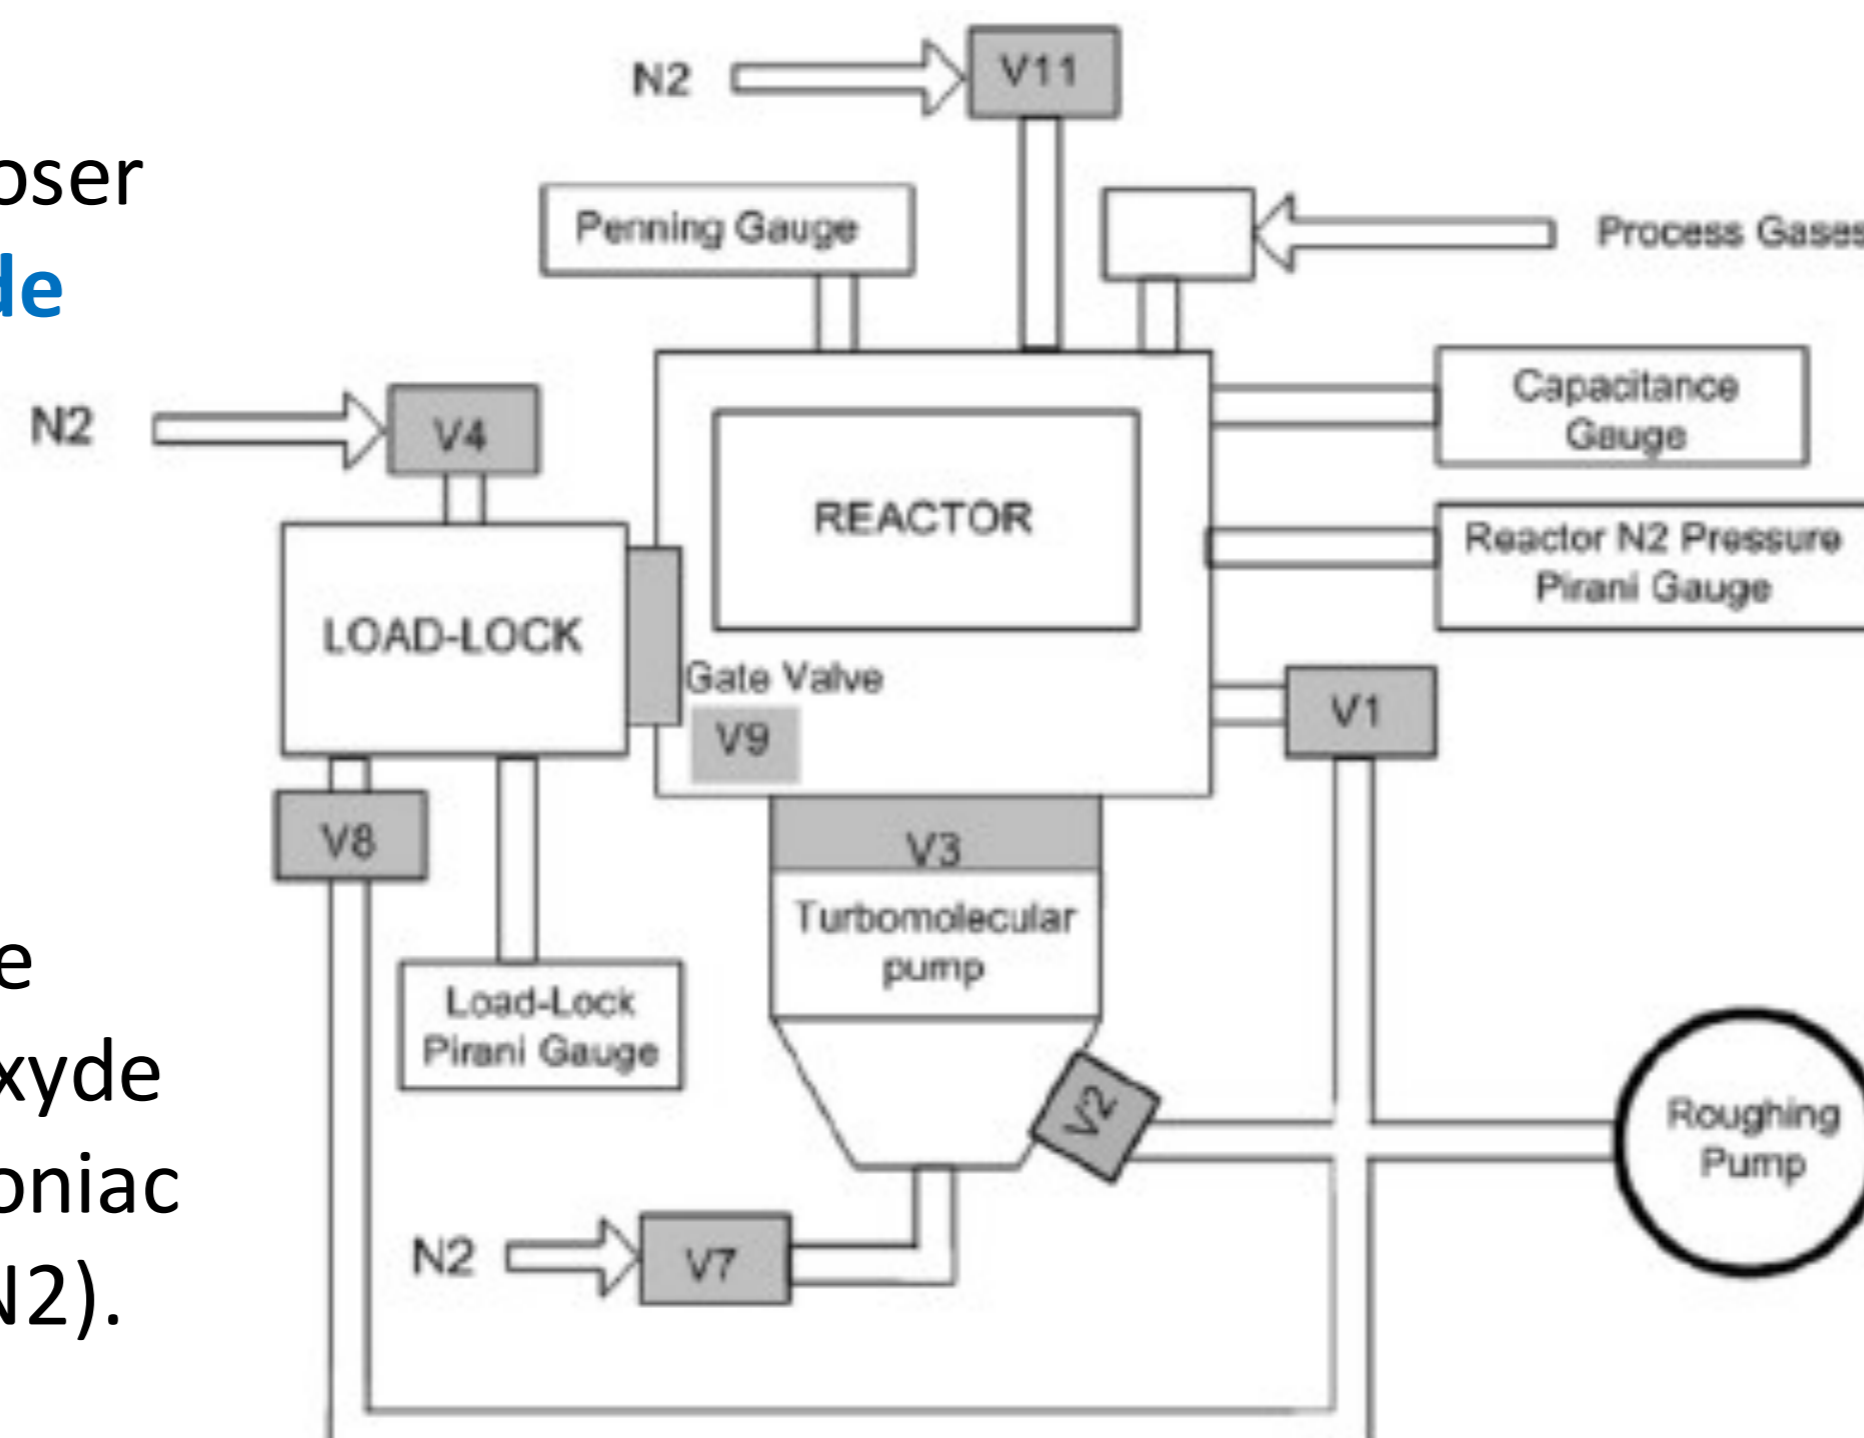 oser
de
e
xyde
oniac
N2).
N2
V11
Penning Gauge
Process Gases
N2
V4
Capacitance
Gauge
REACTOR
Reactor N2 Pressure
Pirani Gauge
LOAD-LOCK
Gate Valve
V9
V1
V8
V3
Turbomolecular
pump
Load-Lock
Pirani Gauge
V2
Roughing
Pump
N2
V7